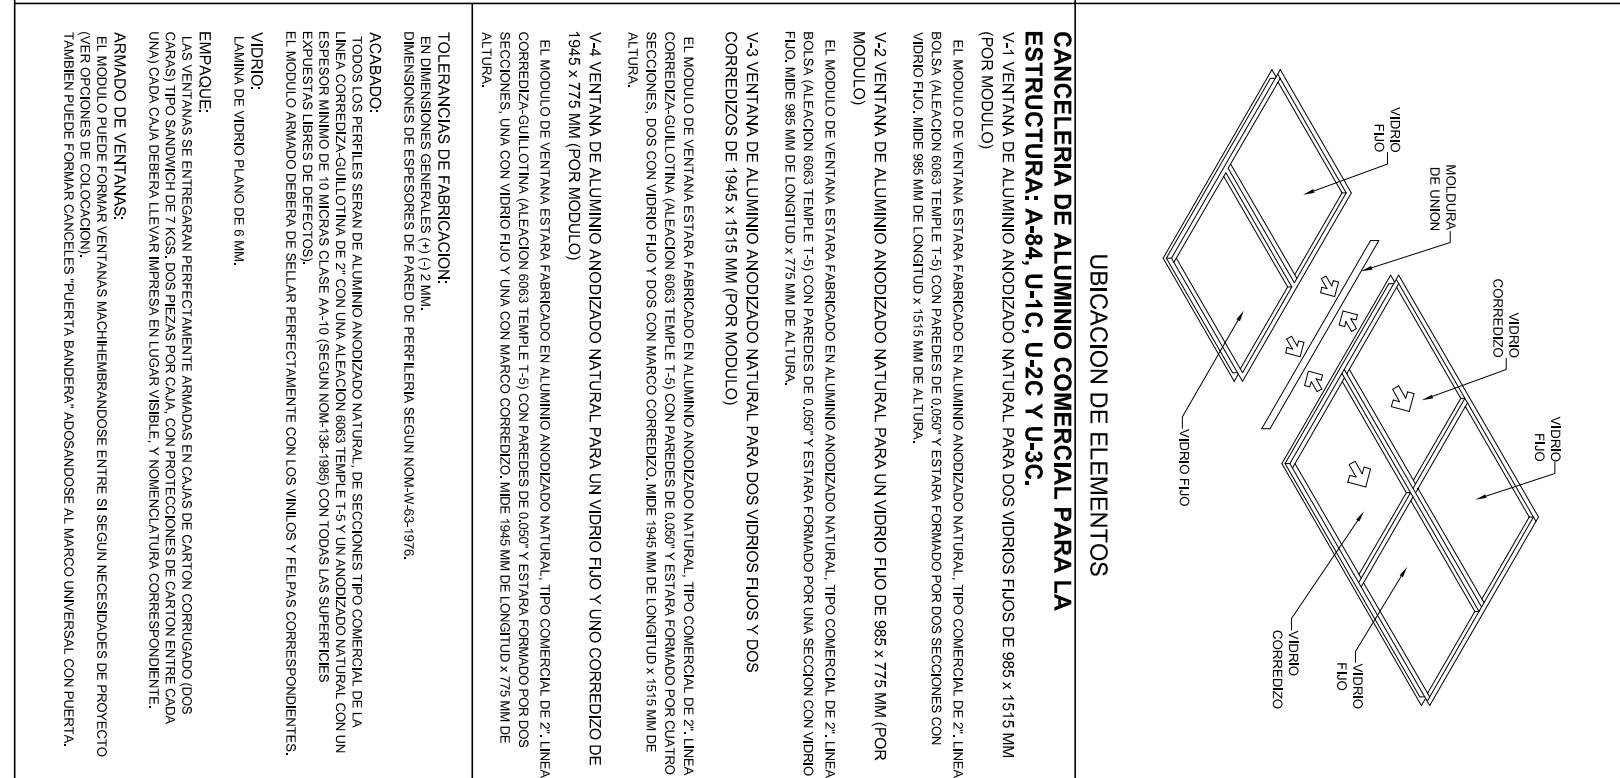 VIDRIO
FIJO
MOLDURA
DE UNION
VIDRIO
CORREDIZO
VIDRIO
FIJO
VIDRIO FIJO
VIDRIO
CORREDIZO
VIDRIO
FIJO
UBICACION DE ELEMENTOS
CANCELERIA DE ALUMINIO COMERCIAL PARA LA
ESTRUCTURA: A-84, U-1C, U-2C Y U-3C.
V-1 VENTANA DE ALUMINIO ANODIZADO NATURAL PARA DOS VIDRIOS FIJOS DE 985 x 1515 MM
(POR MODULO)
EL MODULO DE VENTANA ESTARA FABRICADO EN ALUMINIO ANODIZADO NATURAL, TIPO COMERCIAL DE 2". LINEA
BOLSA (ALEACION 6063 TEMPLE T-5) CON PAREDES DE 0.050" Y ESTARA FORMADO POR DOS SECCIONES CON
VIDRIO FIJO. MIDE 985 MM DE LONGITUD x 1515 MM DE ALTURA.
V-2 VENTANA DE ALUMINIO ANODIZADO NATURAL PARA UN VIDRIO FIJO DE 985 x 775 MM (POR
MODULO)
EL MODULO DE VENTANA ESTARA FABRICADO EN ALUMINIO ANODIZADO NATURAL, TIPO COMERCIAL DE 2". LINEA
BOLSA (ALEACION 6063 TEMPLE T-5) CON PAREDES DE 0.050" Y ESTARA FORMADO POR UNA SECCION CON VIDRIO
FIJO. MIDE 985 MM DE LONGITUD x 775 MM DE ALTURA.
V-3 VENTANA DE ALUMINIO ANODIZADO NATURAL PARA DOS VIDRIOS FIJOS Y DOS
CORREDIZOS DE 1945 x 1515 MM (POR MODULO)
EL MODULO DE VENTANA ESTARA FABRICADO EN ALUMINIO ANODIZADO NATURAL, TIPO COMERCIAL DE 2". LINEA
CORREDIZA-GUILLOTINA (ALEACION 6063 TEMPLE T-5) CON PAREDES DE 0.050" Y ESTARA FORMADO POR CUATRO
SECCIONES, DOS CON VIDRIO FIJO Y DOS CON MARCO CORREDIZO. MIDE 1945 MM DE LONGITUD x 1515 MM DE
ALTURA.
V-4 VENTANA DE ALUMINIO ANODIZADO NATURAL PARA UN VIDRIO FIJO Y UNO CORREDIZO DE
1945 x 775 MM (POR MODULO)
EL MODULO DE VENTANA ESTARA FABRICADO EN ALUMINIO ANODIZADO NATURAL, TIPO COMERCIAL DE 2". LINEA
CORREDIZA-GUILLOTINA (ALEACION 6063 TEMPLE T-5) CON PAREDES DE 0.050" Y ESTARA FORMADO POR DOS
SECCIONES, UNA CON VIDRIO FIJO Y UNA CON MARCO CORREDIZO. MIDE 1945 MM DE LONGITUD x 775 MM DE
ALTURA.
TOLERANCIAS DE FABRICACION:
EN DIMENSIONES GENERALES (+) (-) 2 MM.
DIMENSIONES DE ESPESORES DE PARED DE PERFILERIA SEGUN NOM-W-63-1976.
ACABADO:
TODOS LOS PERFILES SERAN DE ALUMINIO ANODIZADO NATURAL, DE SECCIONES TIPO COMERCIAL DE LA
LINEA CORREDIZA-GUILLOTINA DE 2" CON UNA ALEACION 6063 TEMPLE T-5 Y UN ANODIZADO NATURAL CON UN
ESPESOR MINIMO DE 10 MICRAS CLASE AA-10 (SEGUN NOM-138-1985) CON TODAS LAS SUPERFICIES
EXPUESTAS LIBRES DE DEFECTOS).
EL MODULO ARMADO DEBERA DE SELLAR PERFECTAMENTE CON LOS VINILOS Y FELPAS CORRESPONDIENTES.
VIDRIO:
LAMINA DE VIDRIO PLANO DE 6 MM.
EMPAQUE:
LAS VENTANAS SE ENTREGARAN PERFECTAMENTE ARMADAS EN CAJAS DE CARTON CORRUGADO (DOS
CARAS) TIPO SANDWICH DE 7 KGS. DOS PIEZAS POR CAJA, CON PROTECCIONES DE CARTON ENTRE CADA
UNA) CADA CAJA DEBERA LLEVAR IMPRESA EN LUGAR VISIBLE, Y NOMENCLATURA CORRESPONDIENTE.
ARMADO DE VENTANAS:
EL MODULO PUEDE FORMAR VENTANAS MACHIHEMBRANDOSE ENTRE SI SEGUN NECESIDADES DE PROYECTO
(VER OPCIONES DE COLOCACION).
TAMBIEN PUEDE FORMAR CANCELES "PUERTA BANDERA" ADOSANDOSE AL MARCO UNIVERSAL CON PUERTA.